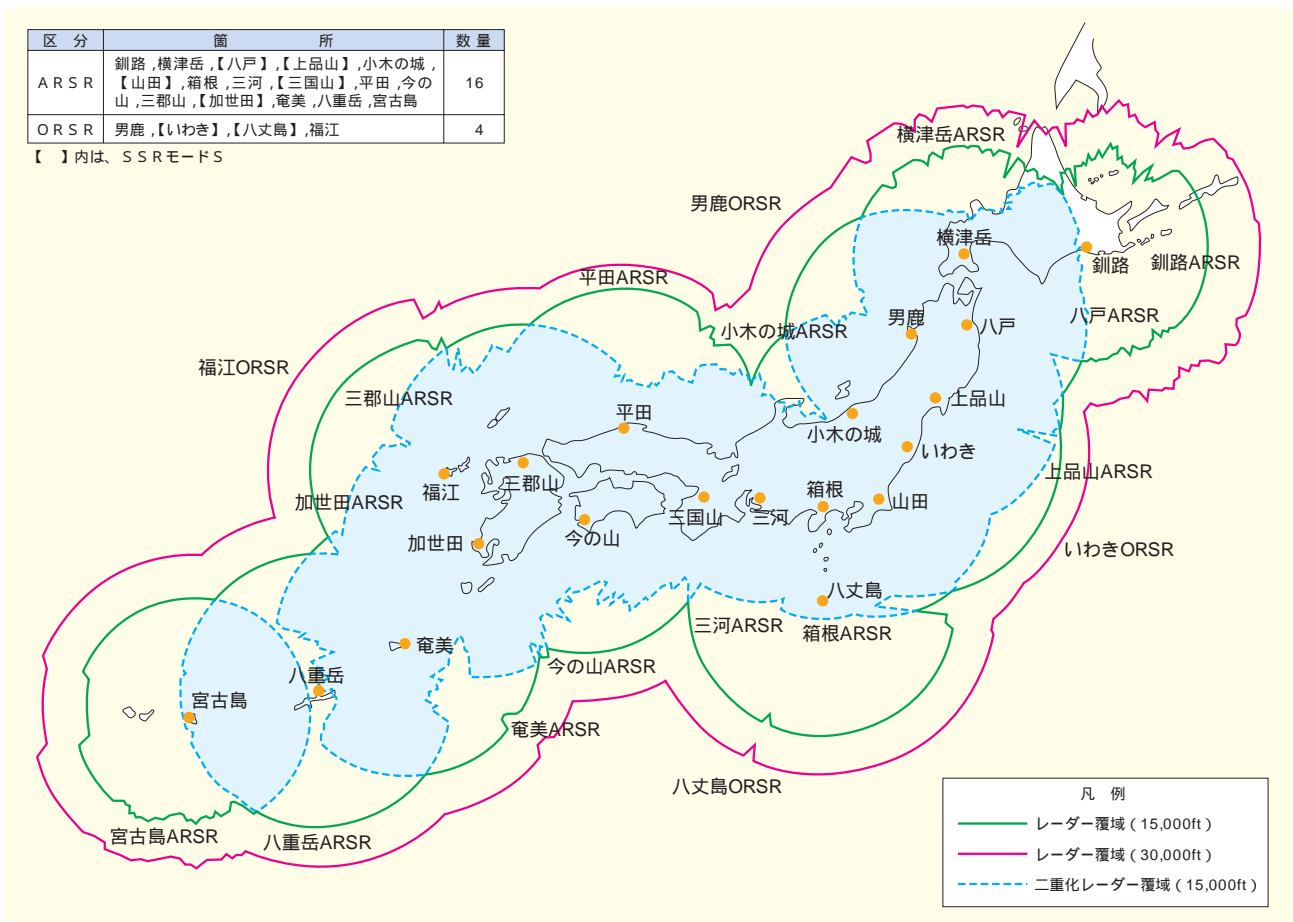 区 分 箇 所 数 量
ARSR 釧路,横津岳,【八戸】,【上品山】,小木の城,
【山田】,箱根,三河,【三国山】,平田,今の
山,三郡山,【加世田】,奄美,八重岳,宮古島 16
ORSR 男鹿,【いわき】,【八丈島】,福江 4
【 】内は、SSRモードS
横津岳ARSR
男鹿ORSR
横津岳
釧路
釧路ARSR
平田ARSR
八戸ARSR
男鹿
八戸
小木の城ARSR
福江ORSR
三郡山ARSR
上品山
平田
小木の城
いわき
上品山ARSR
三郡山
福江
加世田ARSR
箱根
山田
三国山
三河
今の山
加世田
いわきORSR
八丈島
三河ARSR
箱根ARSR
奄美
今の山ARSR
八重岳
宮古島
奄美ARSR
八丈島ORSR
宮古島ARSR
八重岳ARSR
凡 例
レーダー覆域(15,000ft)
レーダー覆域(30,000ft)
二重化レーダー覆域(15,000ft)